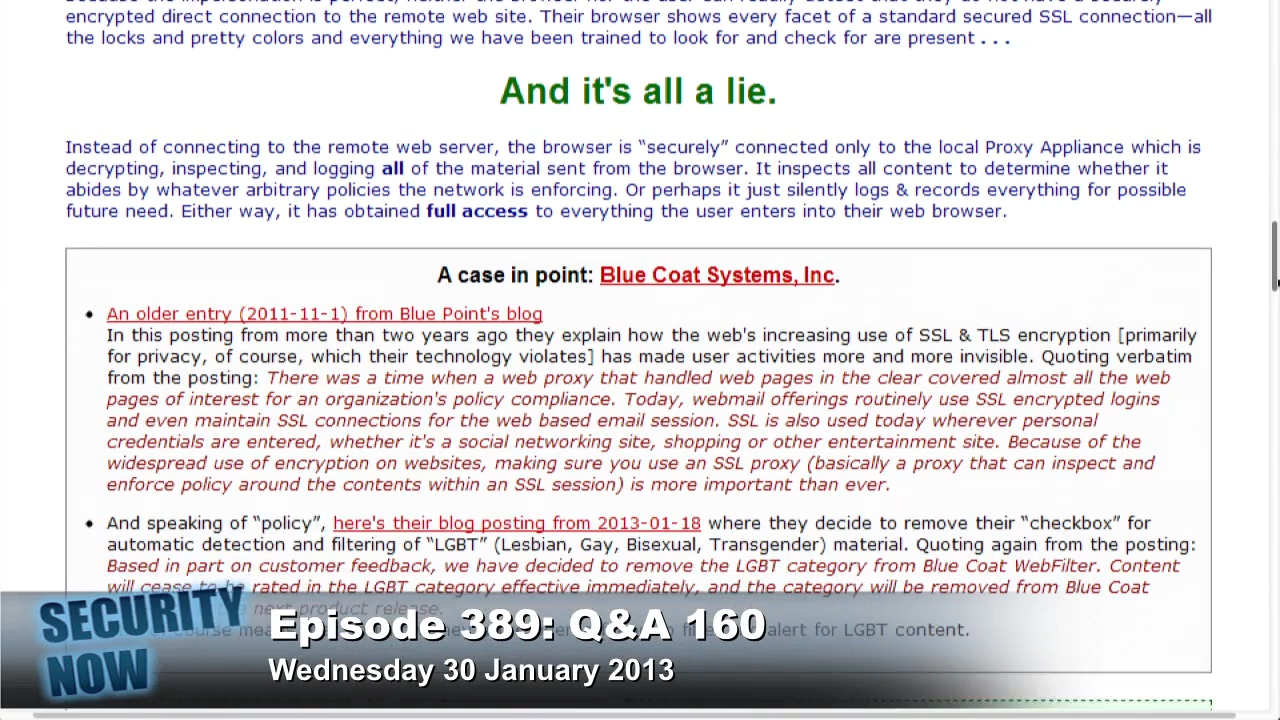 encrypted direct connection to the remote web site. Their browser shows every facet of a standard secured SSL connection—all
the locks and pretty colors and everything we have been trained to look for and check for are present . . .
And it's all a lie.
Instead of connecting to the remote web server, the browser is “securely” connected only to the local Proxy Appliance which is
decrypting, inspecting, and logging all of the material sent from the browser. It inspects all content to determine whether it
abides by whatever arbitrary policies the network is enforcing. Or perhaps it just silently logs & records everything for possible
future need. Either way, it has obtained full access to everything the user enters into their web browser.
A case in point: Blue Coat Systems, Inc.
• An older entry (2011-11-1) from Blue Point's blog
In this posting from more than two years ago they explain how the web's increasing use of SSL & TLS encryption [primarily
for privacy, of course, which their technology violates] has made user activities more and more invisible. Quoting verbatim
from the posting: There was a time when a web proxy that handled web pages in the clear covered almost all the web
pages of interest for an organization's policy compliance. Today, webmail offerings routinely use SSL encrypted logins
and even maintain SSL connections for the web based email session. SSL is also used today wherever personal
credentials are entered, whether it's a social networking site, shopping or other entertainment site. Because of the
widespread use of encryption on websites, making sure you use an SSL proxy (basically a proxy that can inspect and
enforce policy around the contents within an SSL session) is more important than ever.
• And speaking of “policy”, here's their blog posting from 2013-01-18 where they decide to remove their “checkbox” for
automatic detection and filtering of “LGBT” (Lesbian, Gay, Bisexual, Transgender) material. Quoting again from the posting:
Based in part on customer feedback, we have decided to remove the LGBT category from Blue Coat WebFilter. Content
will cease to be rated in the LGBT category effective immediately, and the category will be removed from Blue Coat
next product release.
alert for LGBT content.
SECURITY NOW
Episode 389: Q&A 160
Wednesday 30 January 2013